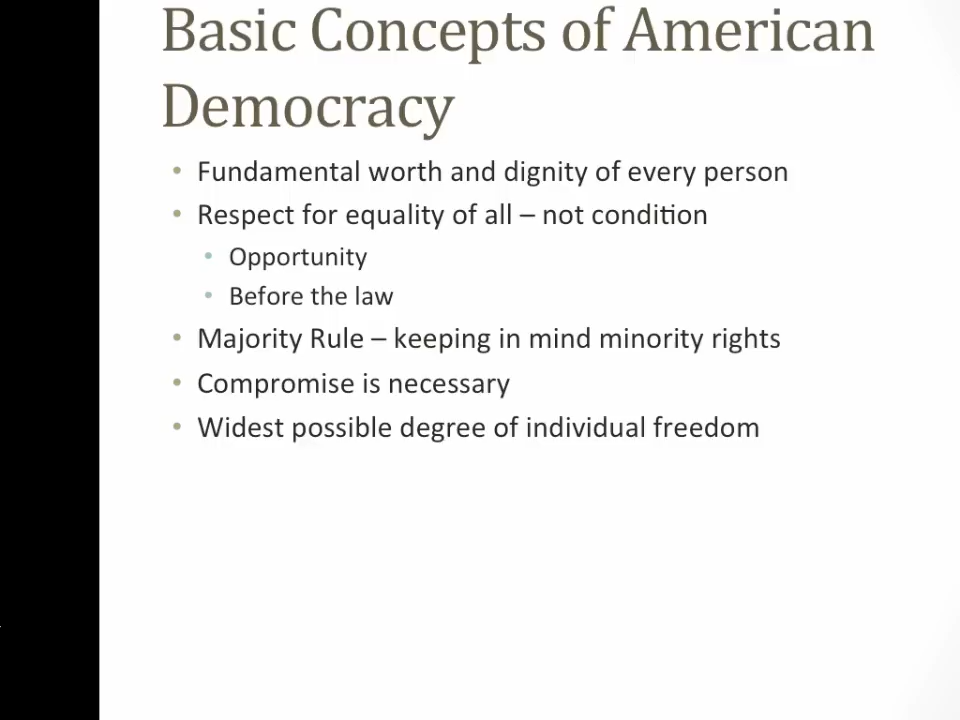 Basic Concepts of American
Democracy
• Fundamental worth and dignity of every person
• Respect for equality of all – not condition
• Opportunity
• Before the law
• Majority Rule – keeping in mind minority rights
• Compromise is necessary
• Widest possible degree of individual freedom